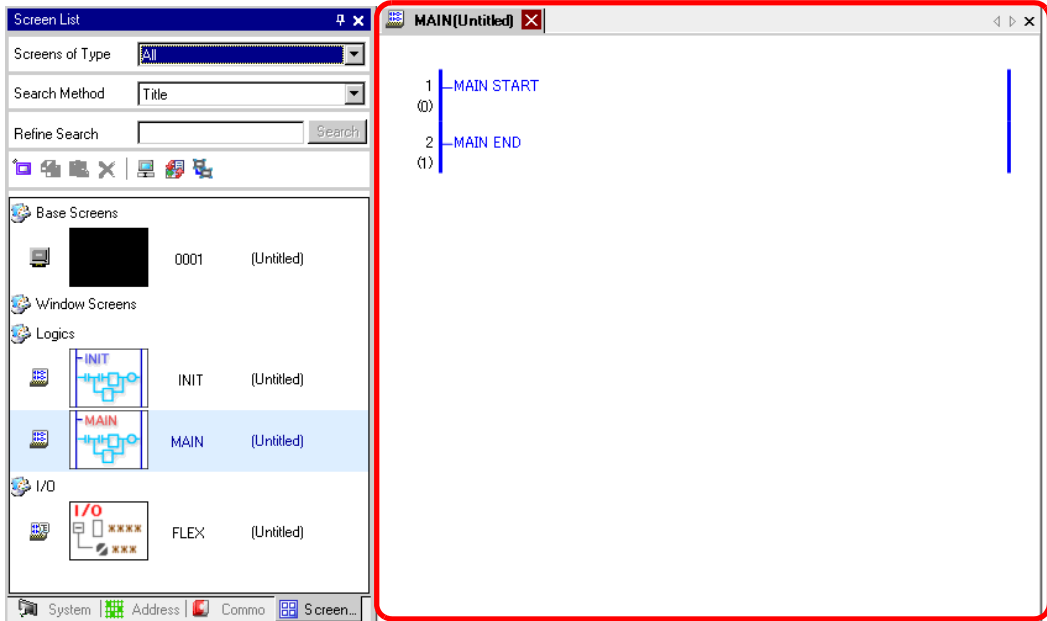 Screen List
Screens of Type All
Search Method Title
Refine Search Search
Base Screens
0001 (Untitled)
Window Screens
Logics
INIT INIT (Untitled)
MAIN MAIN (Untitled)
I/O
I/O **** *** FLEX (Untitled)
System Address Commo Screen...
MAIN(Untitled)
1 MAIN START
(0)
2 MAIN END
(1)